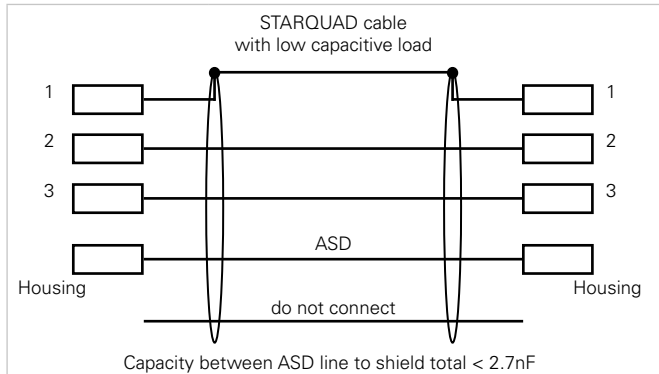 STARQUAD cable
with low capacitive load
1 1
2 2
3 3
ASD
Housing Housing
do not connect
Capacity between ASD line to shield total < 2.7nF